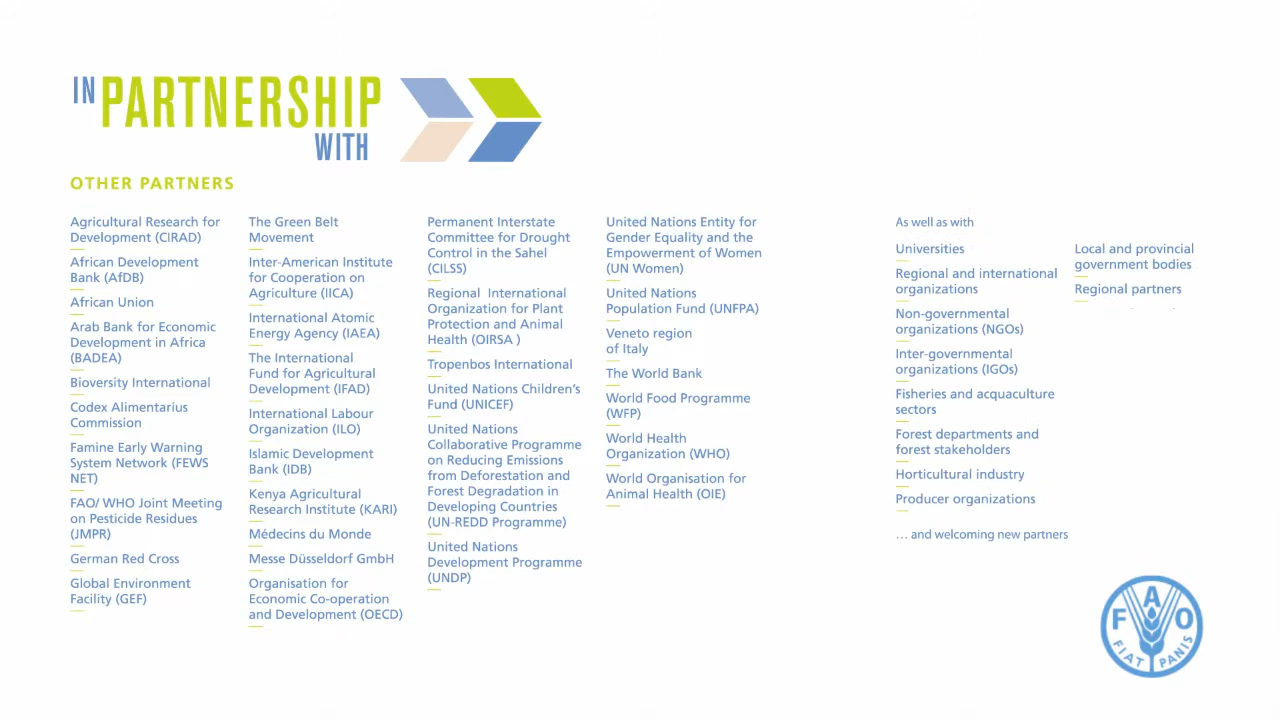 IN PARTNERSHIP
WITH
OTHER PARTNERS
Agricultural Research for
Development (CIRAD)
African Development
Bank (AfDB)
African Union
Arab Bank for Economic
Development in Africa
(BADEA)
Bioversity International
Codex Alimentarius
Commission
Famine Early Warning
System Network (FEWS
NET)
FAO/ WHO Joint Meeting
on Pesticide Residues
(JMPR)
German Red Cross
Global Environment
Facility (GEF)
The Green Belt
Movement
Inter-American Institute
for Cooperation on
Agriculture (IICA)
International Atomic
Energy Agency (IAEA)
The International
Fund for Agricultural
Development (IFAD)
International Labour
Organization (ILO)
Islamic Development
Bank (IDB)
Kenya Agricultural
Research Institute (KARI)
Médecins du Monde
Messe Düsseldorf GmbH
Organisation for
Economic Co-operation
and Development (OECD)
Permanent Interstate
Committee for Drought
Control in the Sahel
(CILSS)
Regional  International
Organization for Plant
Protection and Animal
Health (OIRSA )
Tropenbos International
United Nations Children's
Fund (UNICEF)
United Nations
Collaborative Programme
on Reducing Emissions
from Deforestation and
Forest Degradation in
Developing Countries
(UN-REDD Programme)
United Nations
Development Programme
(UNDP)
United Nations Entity for
Gender Equality and the
Empowerment of Women
(UN Women)
United Nations
Population Fund (UNFPA)
Veneto region
of Italy
The World Bank
World Food Programme
(WFP)
World Health
Organization (WHO)
World Organisation for
Animal Health (OIE)
As well as with
Universities
Regional and international
organizations
Non-governmental
organizations (NGOs)
Inter-governmental
organizations (IGOs)
Fisheries and acquaculture
sectors
Forest departments and
forest stakeholders
Horticultural industry
Producer organizations
… and welcoming new partners
Local and provincial
government bodies
Regional partners
FAO
FIAT PANIS